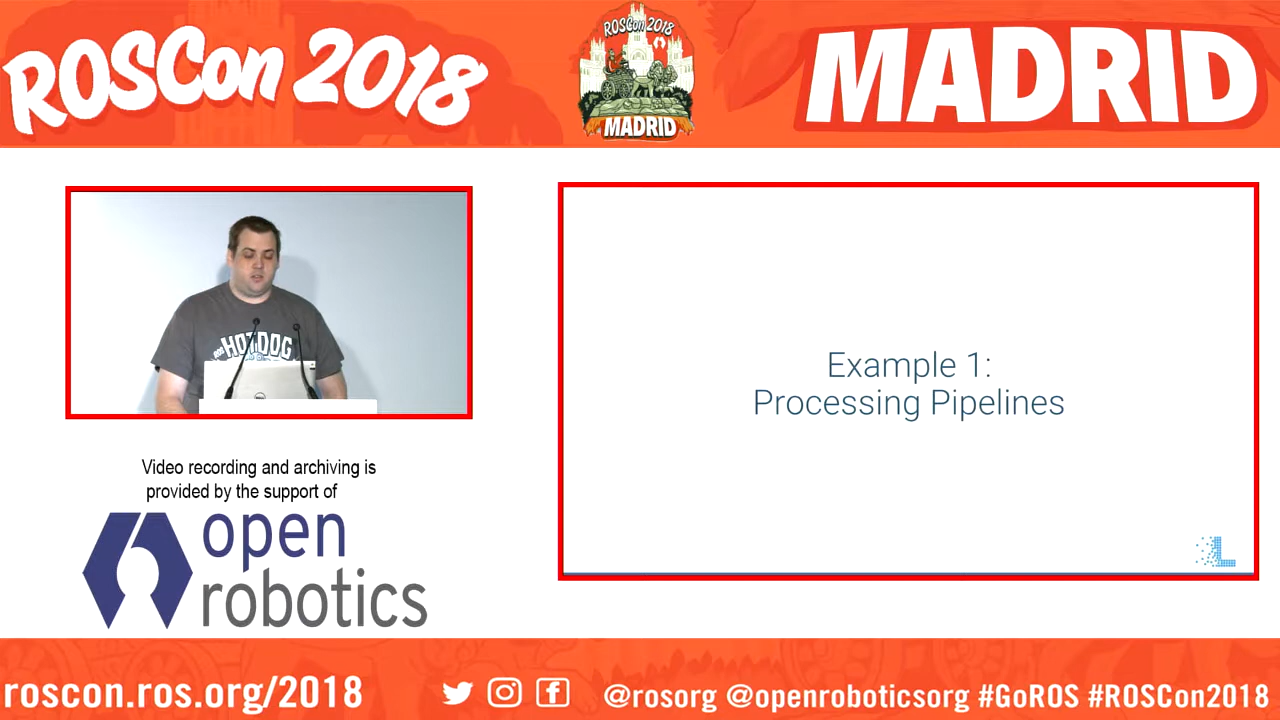 ROSCon 2018
ROSCon 2018
MADRID
MADRID
HOTDOG
Example 1:
Processing Pipelines
Video recording and archiving is
provided by the support of
open
robotics
roscon.ros.org/2018
@rosorg @openroboticsorg #GoROS #ROSCon2018